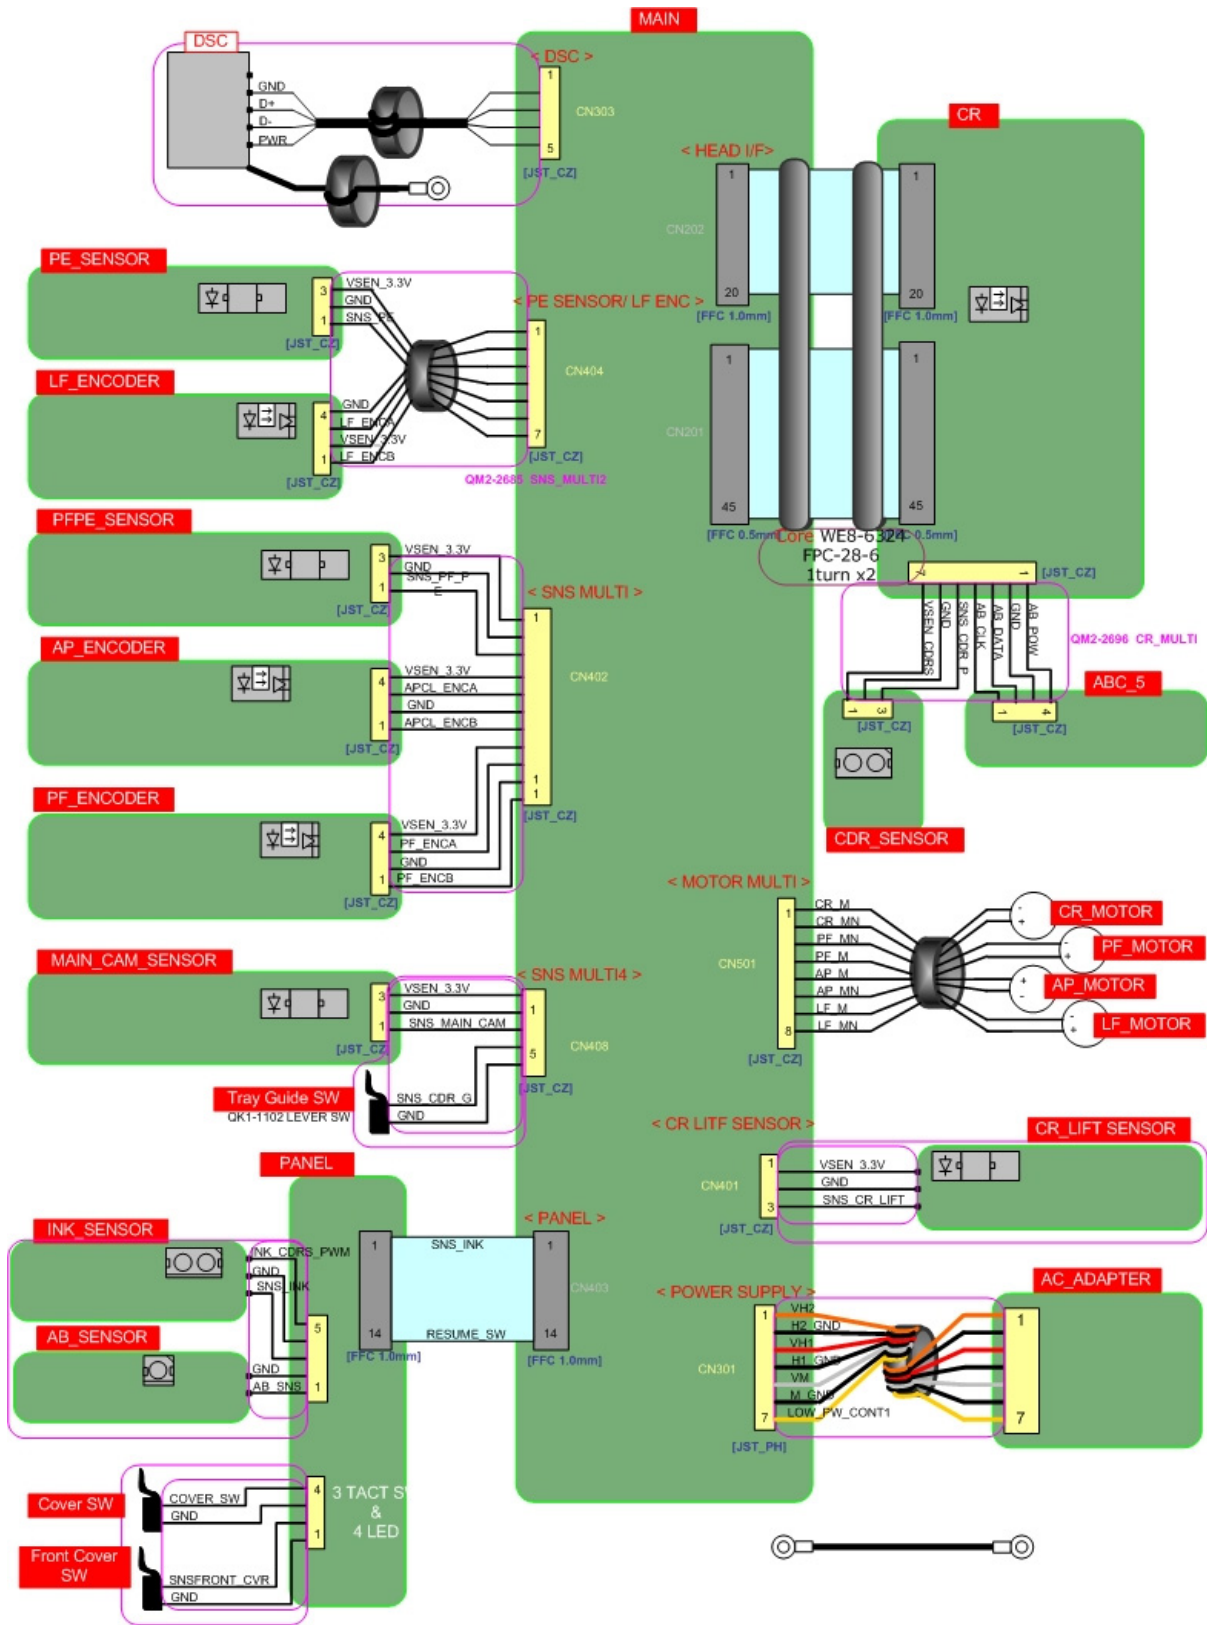 MAIN
DSC
< DSC >
1
GND
D+
D-
PWR
CN303
5
[JST_CZ]
CR
< HEAD I/F>
1
1
CN202
20
20
[FFC 1.0mm]
[FFC 1.0mm]
1
1
CN201
45
45
[FFC 0.5mm]
Core WE8-6324
FPC-28-6
1turn x2
PE_SENSOR
3
VSEN_3.3V
GND
1
SNS_PE
[JST_CZ]
< PE SENSOR/ LF ENC >
1
CN404
7
[JST_CZ]
LF_ENCODER
4
GND
LF_ENCA
VSEN_3.3V
1
LF_ENCB
[JST_CZ]
QM2-2685 SNS_MULTI2
PFPE_SENSOR
3
VSEN_3.3V
GND
1
SNS_PF_P
E
[JST_CZ]
< SNS MULTI >
1
CN402
AP_ENCODER
4
VSEN_3.3V
APCL_ENCA
GND
1
APCL_ENCB
[JST_CZ]
1
1
[JST_CZ]
PF_ENCODER
4
VSEN_3.3V
PF_ENCA
GND
1
PF_ENCB
[JST_CZ]
7
1
[JST_CZ]
VSEN_CDRS
GND
SNS_CDR_P
AB_CLK
AB_DATA
GND
AB_POW
QM2-2696 CR_MULTI
ABC_5
1
3
[JST_CZ]
1
4
[JST_CZ]
CDR_SENSOR
< MOTOR MULTI >
1
CR_M
CR_MN
PF_MN
PF_M
AP_M
AP_MN
LF_M
8
LF_MN
CN501
[JST_CZ]
-
+
CR_MOTOR
-
+
PF_MOTOR
+
-
AP_MOTOR
-
+
LF_MOTOR
MAIN_CAM_SENSOR
3
VSEN_3.3V
GND
1
SNS_MAIN_CAM
[JST_CZ]
< SNS MULTI4 >
1
5
CN408
[JST_CZ]
Tray Guide SW
QK1-1102 LEVER SW
SNS_CDR_G
GND
< CR LITF SENSOR >
1
VSEN_3.3V
GND
3
SNS_CR_LIFT
CN401
[JST_CZ]
CR_LIFT SENSOR
PANEL
INK_SENSOR
INK_CDRS_PWM
GND
SNS_INK
AB_SENSOR
GND
AB_SNS
5
1
< PANEL >
1
SNS_INK
1
CN403
14
RESUME_SW
14
[FFC 1.0mm]
[FFC 1.0mm]
< POWER SUPPLY >
AC_ADAPTER
1
VH2
H2_GND
VH1
H1_GND
VM
M_GND
LOW_PW_CONT1
7
CN301
[JST_PH]
1
7
Cover SW
COVER_SW
GND
4
1
3 TACT S
&
4 LED
Front Cover
SW
SNSFRONT_CVR
GND